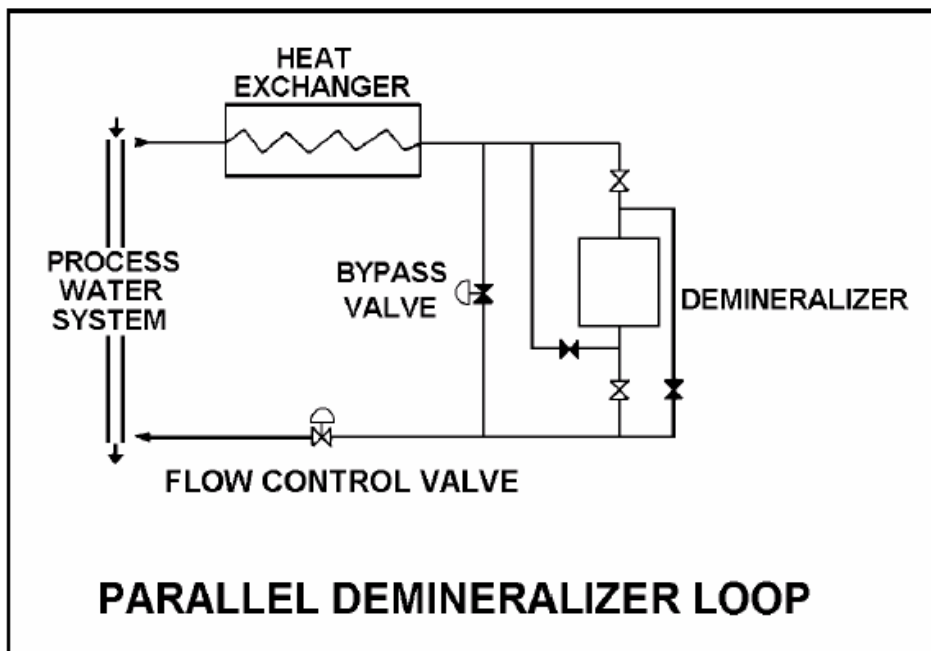 HEAT
EXCHANGER
PROCESS
WATER
SYSTEM
BYPASS
VALVE
DEMINERALIZER
FLOW CONTROL VALVE
PARALLEL DEMINERALIZER LOOP